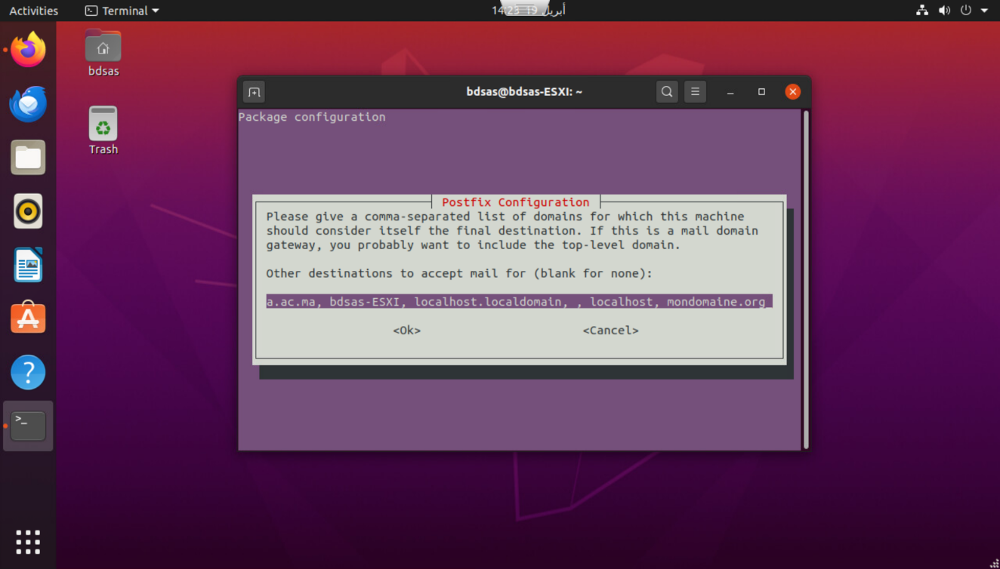 Activities Terminal أبريل 19 14:23
bdsas
Trash
bdsas@bdsas-ESXI: ~
Package configuration
Postfix Configuration
Please give a comma-separated list of domains for which this machine
should consider itself the final destination. If this is a mail domain
gateway, you probably want to include the top-level domain.
Other destinations to accept mail for (blank for none):
a.ac.ma, bdsas-ESXI, localhost.localdomain, , localhost, mondomaine.org_
<Ok> <Cancel>